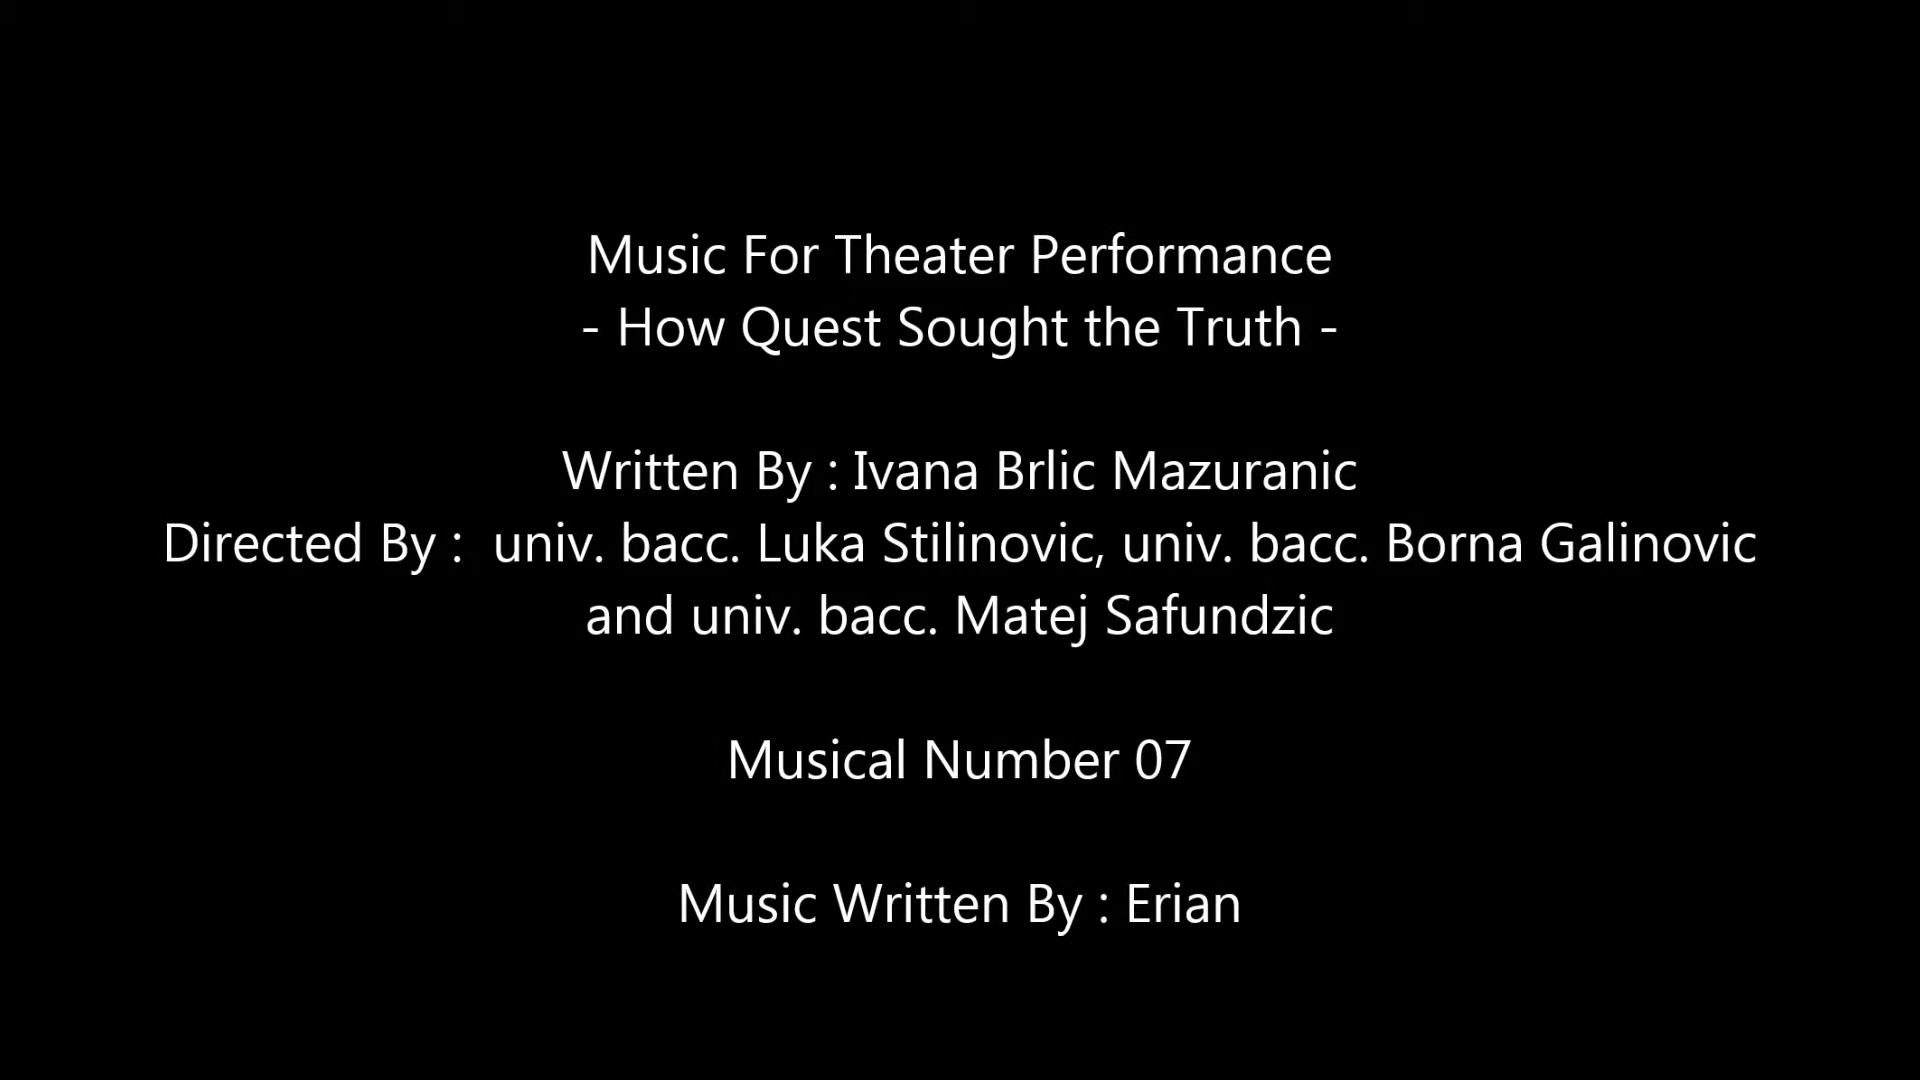 Music For Theater Performance
- How Quest Sought the Truth -
Written By : Ivana Brlic Mazuranic
Directed By :  univ. bacc. Luka Stilinovic, univ. bacc. Borna Galinovic
and univ. bacc. Matej Safundzic
Musical Number 07
Music Written By : Erian